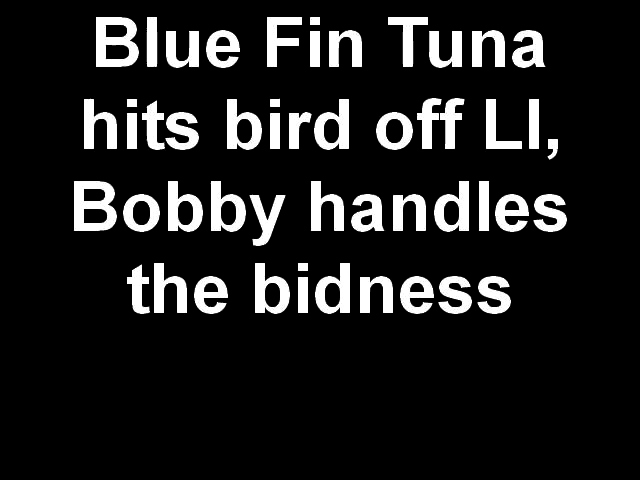 Blue Fin Tuna
hits bird off LI,
Bobby handles
the bidness